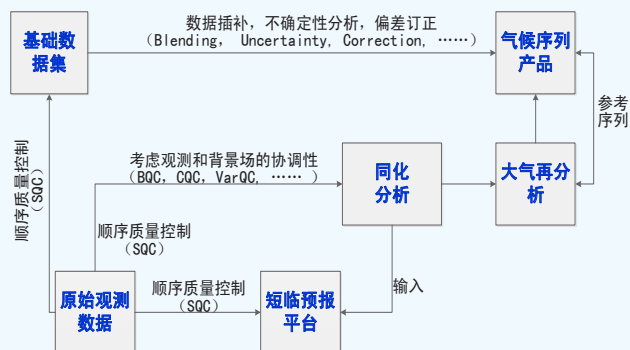 数据插补，不确定性分析，偏差订正
（Blending， Uncertainty, Correction, ……）
基础数
据集
气候序列
产品
参考
序列
顺序质量控制
（SQC）
考虑观测和背景场的协调性
（BQC，CQC，VarQC, …… ）
同化
分析
大气再分
析
顺序质量控制
（SQC）
原始观测
数据
顺序质量控制
（SQC）
短临预报
平台
输入